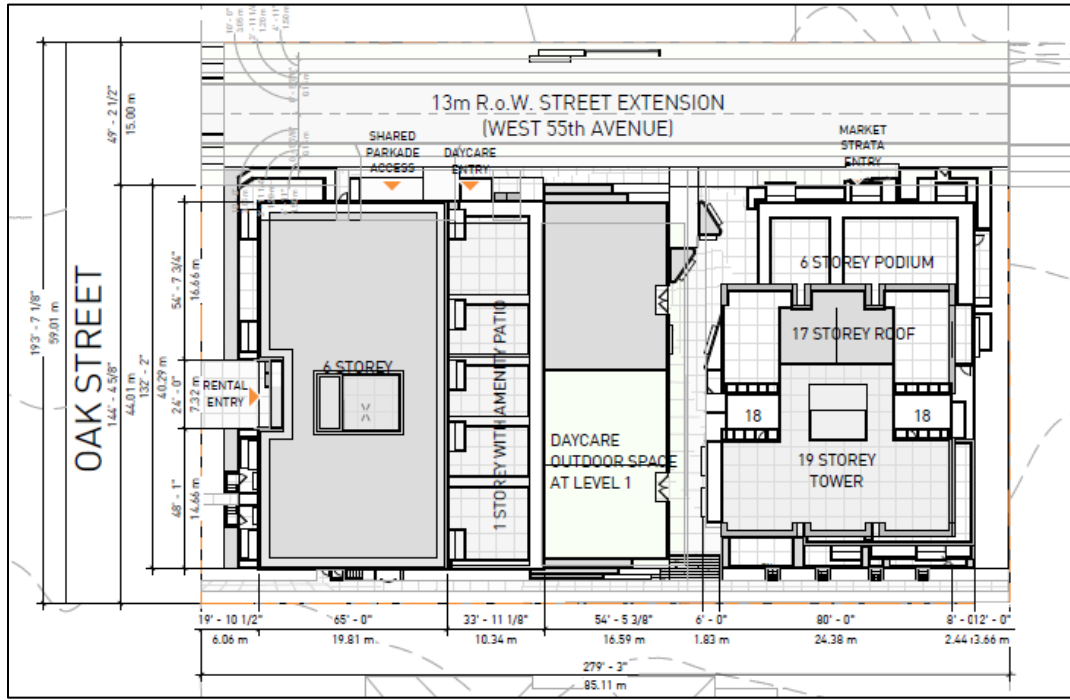 13m R.o.W. STREET EXTENSION
(WEST 55th AVENUE)
SHARED
PARKADE
ACCESS
DAYCARE
ENTRY
MARKET
STRATA
ENTRY
OAK STREET
193' - 7 1/8"
59.01 m
49' - 2 1/2"
15.00 m
144' - 4 5/8"
44.01 m
132' - 2"
40.29 m
54' - 7 3/4"
16.66 m
24' - 0"
7.32 m
48' - 1"
14.66 m
RENTAL
ENTRY
6 STOREY
1 STOREY WITH AMENITY PATIO
DAYCARE
OUTDOOR SPACE
AT LEVEL 1
6 STOREY PODIUM
17 STOREY ROOF
18
18
19 STOREY
TOWER
19' - 10 1/2"
65' - 0"
33' - 11 1/8"
54' - 5 3/8"
6' - 0"
80' - 0"
8' - 0
12' - 0"
6.06 m
19.81 m
10.34 m
16.59 m
1.83 m
24.38 m
2.44
3.66 m
279' - 3"
85.11 m